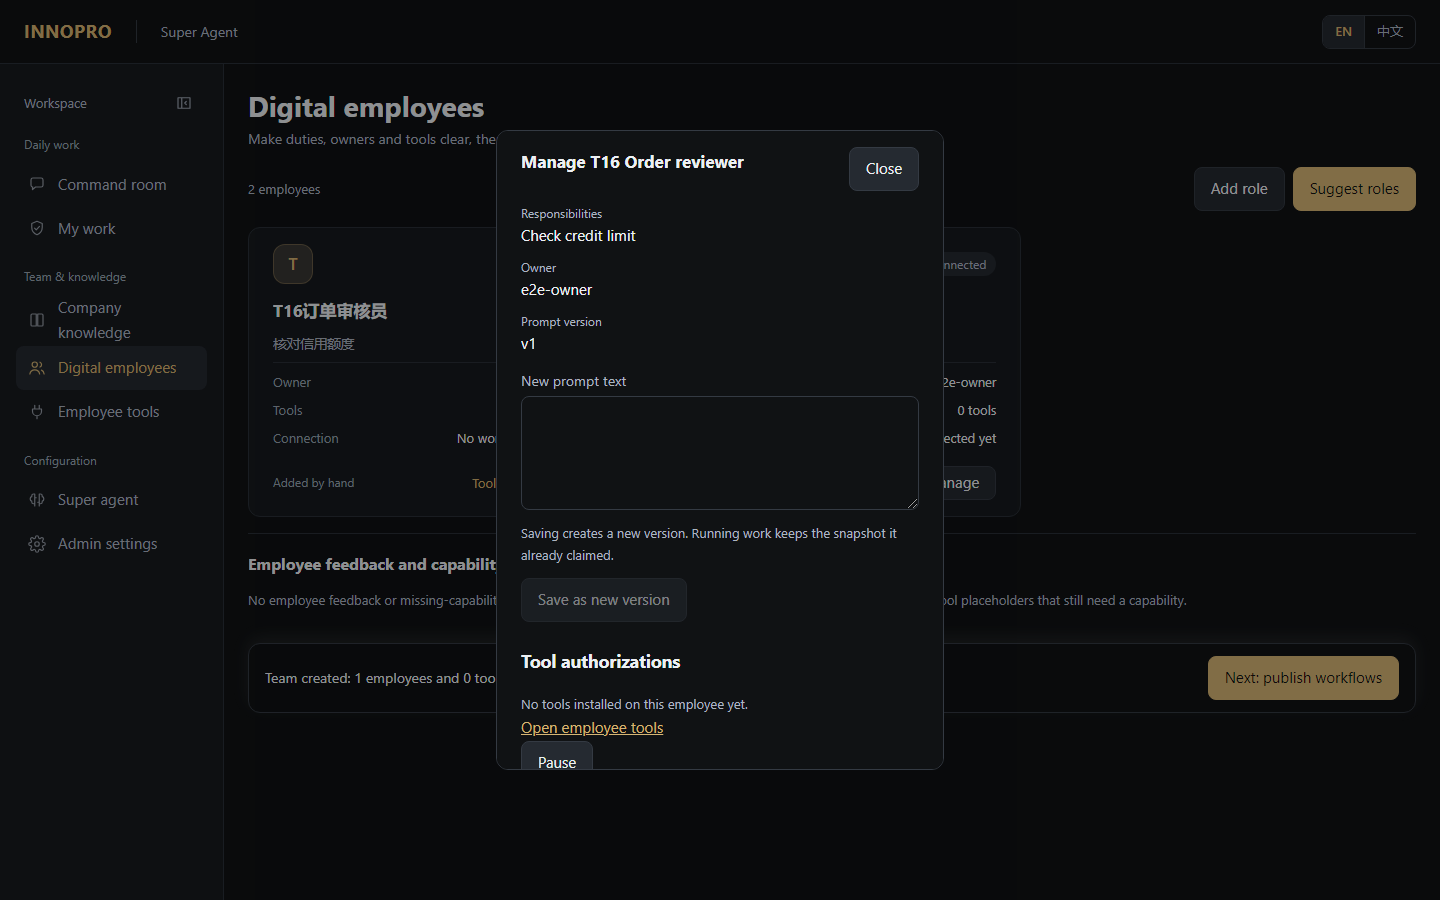 INNOPRO
Super Agent
EN
中文
Workspace
Daily work
Command room
My work
Team & knowledge
Company
knowledge
Digital employees
Employee tools
Configuration
Super agent
Admin settings
Digital employees
Make duties, owners and tools clear, the
2 employees
Add role
Suggest roles
T
T16订单审核员
核对信用额度
Owner
Tools
Connection
No wor
Added by hand
Tool
nnected
2e-owner
0 tools
ected yet
nage
Manage T16 Order reviewer
Close
Responsibilities
Check credit limit
Owner
e2e-owner
Prompt version
v1
New prompt text
Saving creates a new version. Running work keeps the snapshot it
already claimed.
Save as new version
Tool authorizations
No tools installed on this employee yet.
Open employee tools
Pause
Employee feedback and capability
No employee feedback or missing-capabilit
ool placeholders that still need a capability.
Team created: 1 employees and 0 too
Next: publish workflows